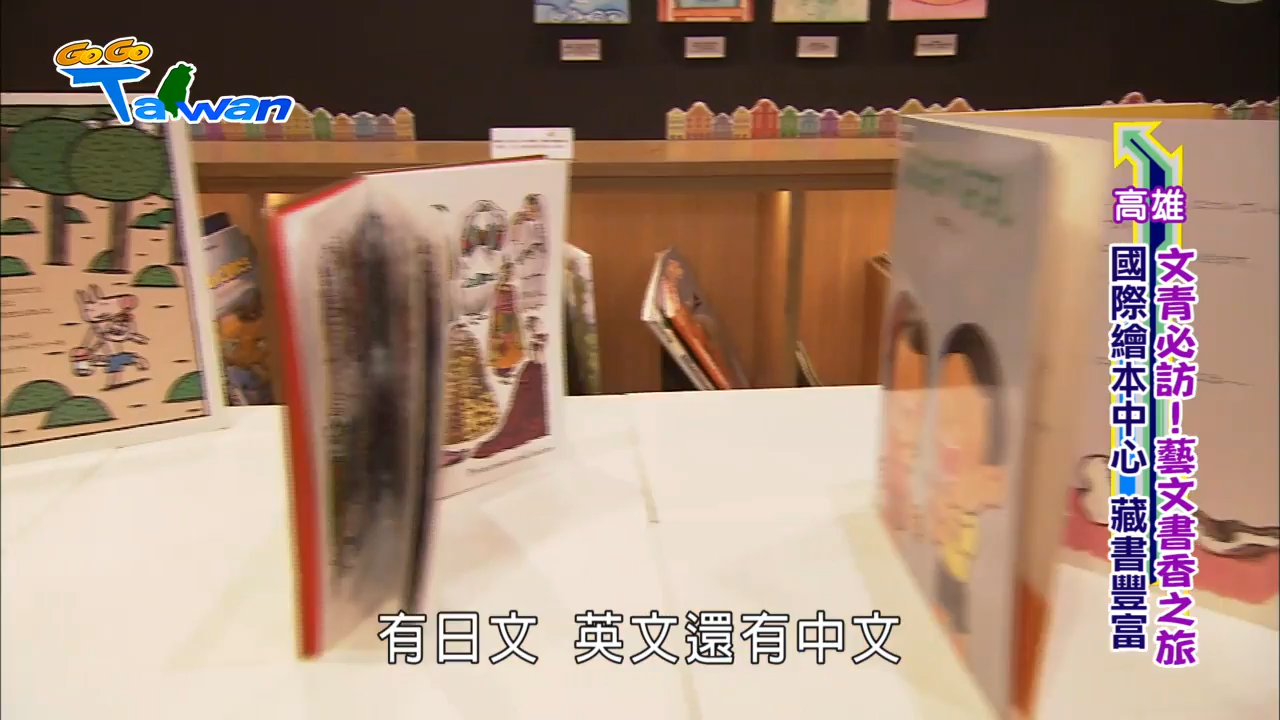 GoGo
Taiwan
高雄
文青必訪！藝文書香之旅
國際繪本中心 藏書豐富
有日文 英文還有中文